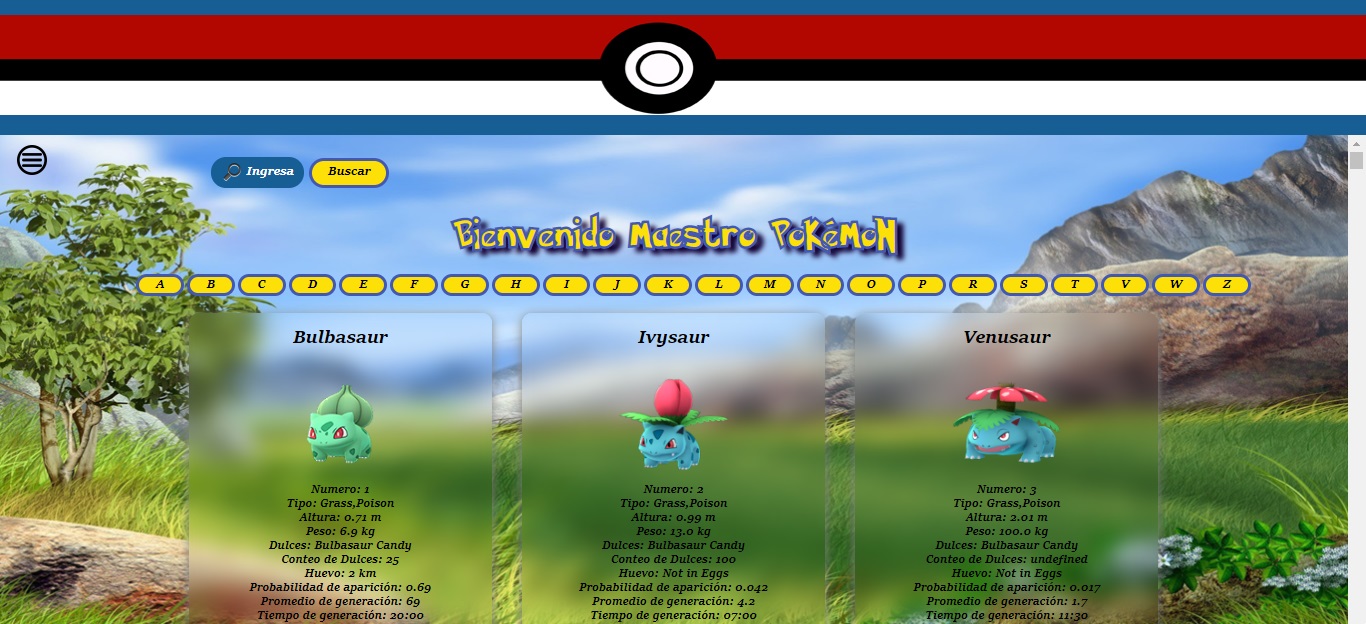 Ingresa Buscar
Bienvenido Maestro PoKéMoN
A B C D E F G H I J K L M N O P R S T V W Z
Bulbasaur
Numero: 1
Tipo: Grass,Poison
Altura: 0.71 m
Peso: 6.9 kg
Dulces: Bulbasaur Candy
Conteo de Dulces: 25
Huevo: 2 km
Probabilidad de aparición: 0.69
Promedio de generación: 69
Tiempo de generación: 20:00
Ivysaur
Numero: 2
Tipo: Grass,Poison
Altura: 0.99 m
Peso: 13.0 kg
Dulces: Bulbasaur Candy
Conteo de Dulces: 100
Huevo: Not in Eggs
Probabilidad de aparición: 0.042
Promedio de generación: 4.2
Tiempo de generación: 07:00
Venusaur
Numero: 3
Tipo: Grass,Poison
Altura: 2.01 m
Peso: 100.0 kg
Dulces: Bulbasaur Candy
Conteo de Dulces: undefined
Huevo: Not in Eggs
Probabilidad de aparición: 0.017
Promedio de generación: 1.7
Tiempo de generación: 11:30